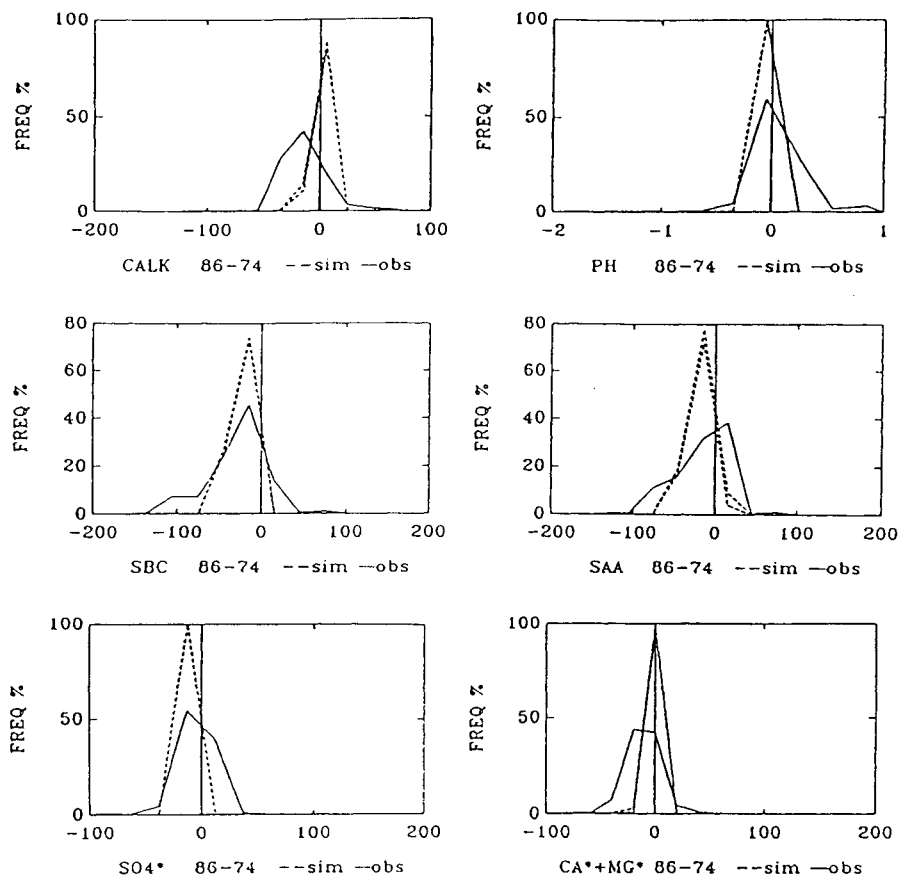 100 100
FREQ %
50 50
0 0
-200 -100 0 100 -2 -1 0 1
CALK 86-74 --sim —obs PH 86-74 --sim —obs
80 80
60 60
FREQ %
40 40
20 20
0 0
-200 -100 0 100 200 -200 -100 0 100 200
SBC 86-74 --sim —obs SAA 86-74 --sim —obs
100 100
FREQ %
50 50
0 0
-100 0 100 200 -100 0 100 200
SO4* 86-74 --sim —obs CA*+MG* 86-74 --sim —obs